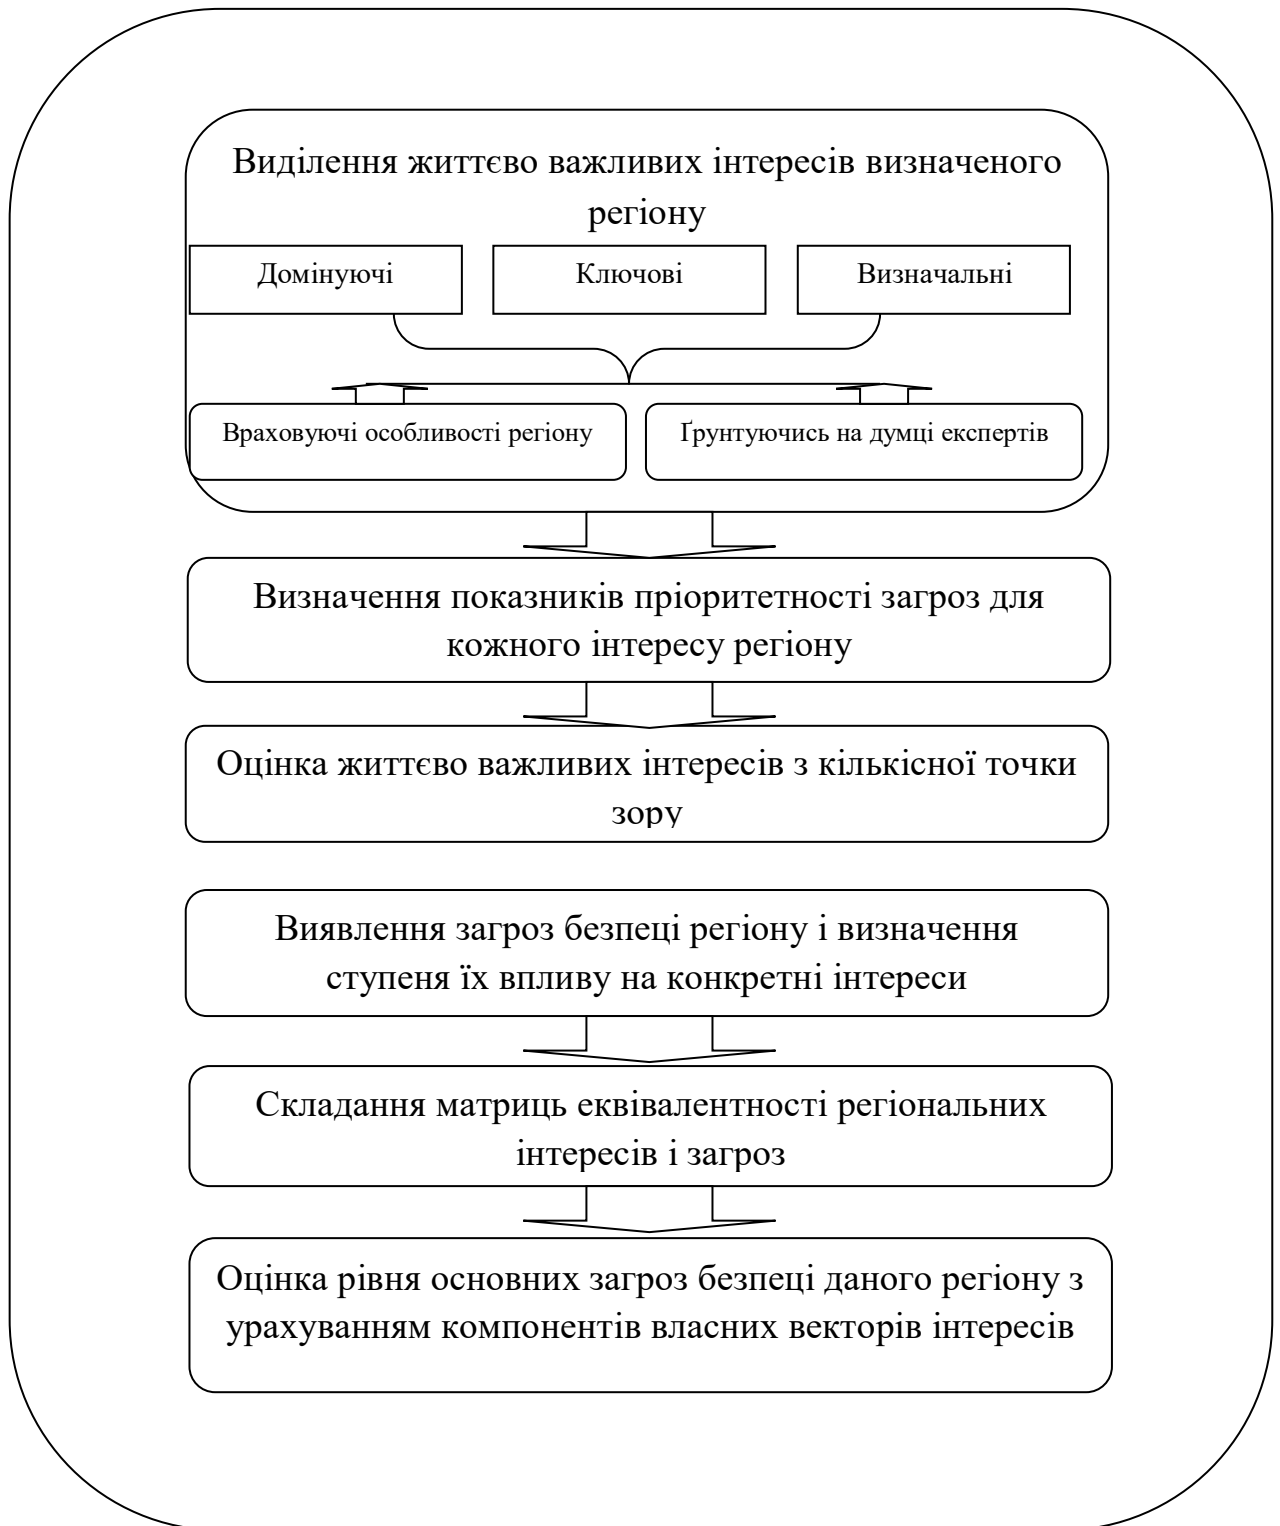 Виділення життєво важливих інтересів визначеного
регіону
Домінуючі
Ключові
Визначальні
Враховуючі особливості регіону
Ґрунтуючись на думці експертів
Визначення показників пріоритетності загроз для
кожного інтересу регіону
Оцінка життєво важливих інтересів з кількісної точки
зору
Виявлення загроз безпеці регіону і визначення
ступеня їх впливу на конкретні інтереси
Складання матриць еквівалентності регіональних
інтересів і загроз
Оцінка рівня основних загроз безпеці даного регіону з
урахуванням компонентів власних векторів інтересів